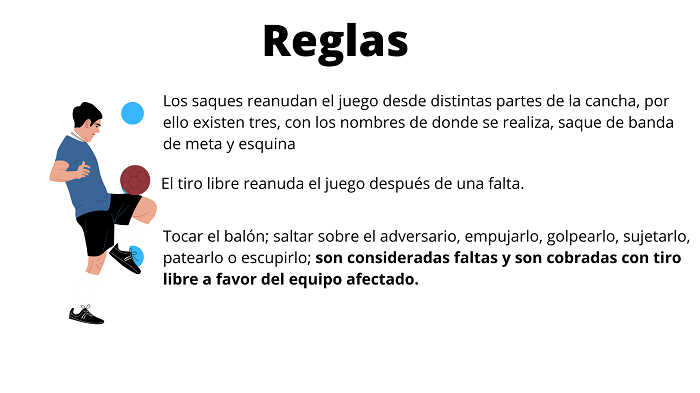 Reglas
Los saques reanudan el juego desde distintas partes de la cancha, por
ello existen tres, con los nombres de donde se realiza, saque de banda
de meta y esquina
El tiro libre reanuda el juego después de una falta.
Tocar el balón; saltar sobre el adversario, empujarlo, golpearlo, sujetarlo,
patearlo o escupirlo; son consideradas faltas y son cobradas con tiro
libre a favor del equipo afectado.